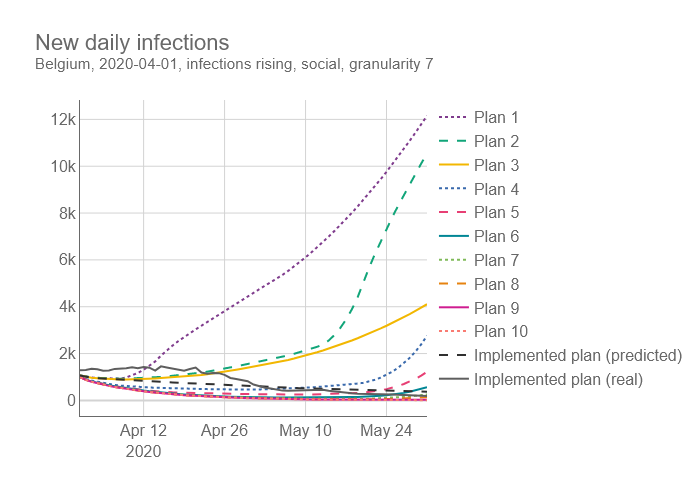 New daily infections
Belgium, 2020-04-01, infections rising, social, granularity 7
12k
10k
8k
6k
4k
2k
0
Apr 12
2020
Apr 26
May 10
May 24
Plan 1
Plan 2
Plan 3
Plan 4
Plan 5
Plan 6
Plan 7
Plan 8
Plan 9
Plan 10
Implemented plan (predicted)
Implemented plan (real)